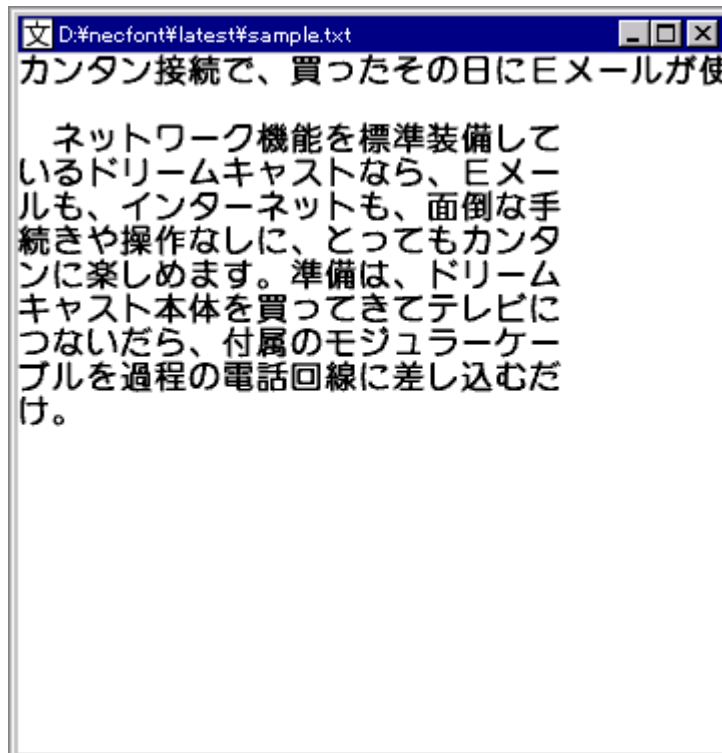 文 D:¥necfont¥latest¥sample.txt
カンタン接続で、買ったその日にEメールが使
　ネットワーク機能を標準装備して
いるドリームキャストなら、Eメー
ルも、インターネットも、面倒な手
続きや操作なしに、とってもカンタ
ンに楽しめます。準備は、ドリーム
キャスト本体を買ってきてテレビに
つないだら、付属のモジュラーケー
ブルを過程の電話回線に差し込むだ
け。